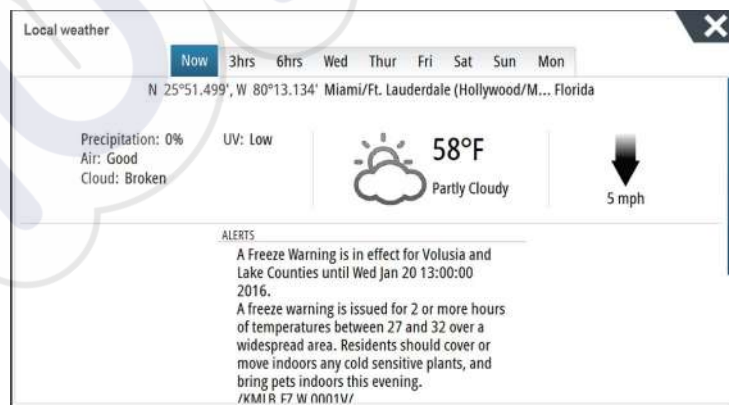 Local weather
Now 3hrs 6hrs Wed Thur Fri Sat Sun Mon
N 25°51.499', W 80°13.134' Miami/Ft. Lauderdale (Hollywood/M... Florida
Precipitation: 0% UV: Low
Air: Good
Cloud: Broken
58°F
Partly Cloudy
5 mph
ALERTS
A Freeze Warning is in effect for Volusia and
Lake Counties until Wed Jan 20 13:00:00
2016.
A freeze warning is issued for 2 or more hours
of temperatures between 27 and 32 over a
widespread area. Residents should cover or
move indoors any cold sensitive plants, and
bring pets indoors this evening.
/KMLB FZ W 0001V/